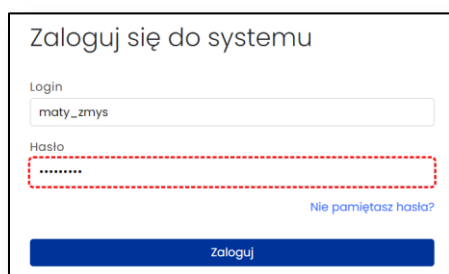 Zaloguj się do systemu
Login
maty_zmys
Hasło
•••••••••
Nie pamiętasz hasła?
Zaloguj